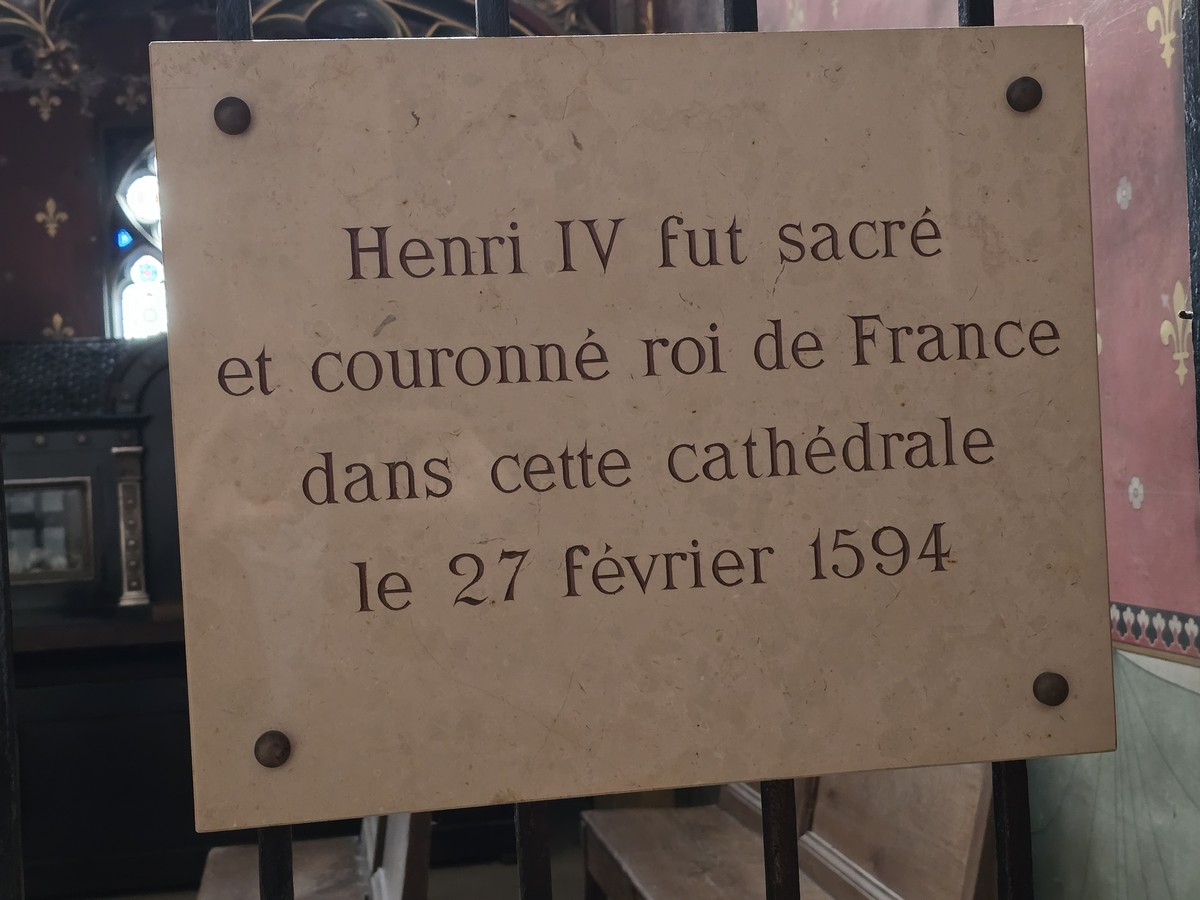 Henri IV fut sacré
et couronné roi de France
dans cette cathédrale
le 27 février 1594